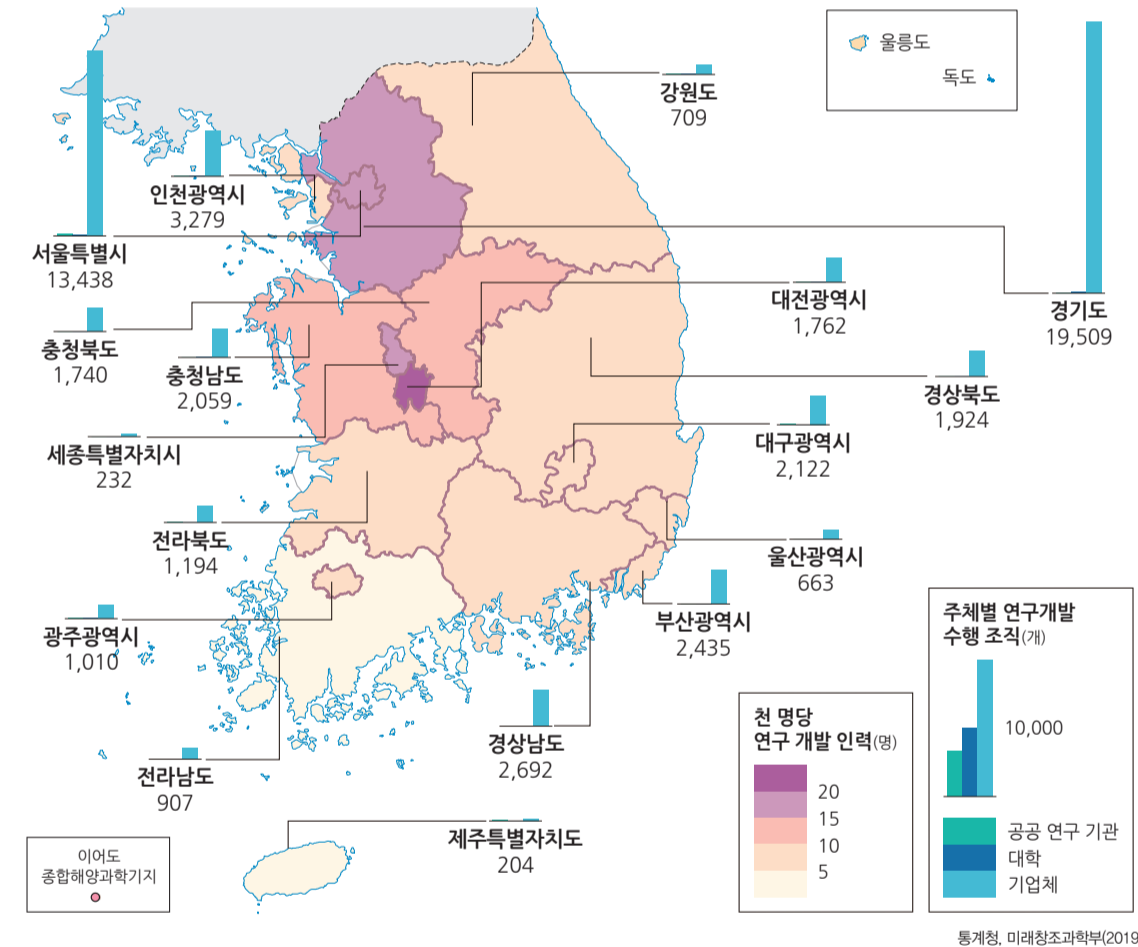 울릉도
독도
강원도
709
인천광역시
3,279
서울특별시
13,438
대전광역시
1,762
경기도
19,509
충청북도
1,740
충청남도
2,059
경상북도
1,924
세종특별자치시
232
대구광역시
2,122
전라북도
1,194
울산광역시
663
광주광역시
1,010
부산광역시
2,435
경상남도
2,692
전라남도
907
제주특별자치도
204
이어도
종합해양과학기지
천 명당
연구 개발 인력(명)
20
15
10
5
주체별 연구개발
수행 조직(개)
10,000
공공 연구 기관
대학
기업체
통계청, 미래창조과학부(2019